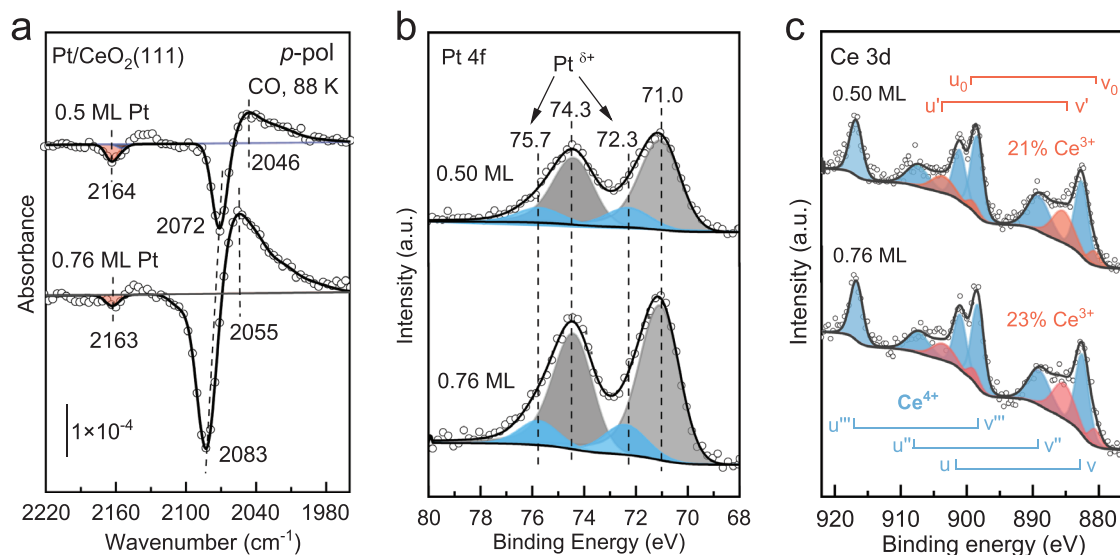 a
Pt/CeO2(111)
p-pol
CO, 88 K
0.5 ML Pt
2046
2164
2072
0.76 ML Pt
2055
2163
1×10⁻⁴
2083
Absorbance
2220 2160 2100 2040 1980
Wavenumber (cm⁻¹)
b
Pt 4f
Pt δ+
74.3
71.0
75.7
72.3
0.50 ML
0.76 ML
Intensity (a.u.)
80 78 76 74 72 70 68
Binding Energy (eV)
c
Ce 3d
u0
v0
0.50 ML
u'
v'
21% Ce³⁺
0.76 ML
23% Ce³⁺
Ce⁴⁺
u'''
v'''
u''
v''
u
v
Intensity (a.u.)
920 910 900 890 880
Binding energy (eV)